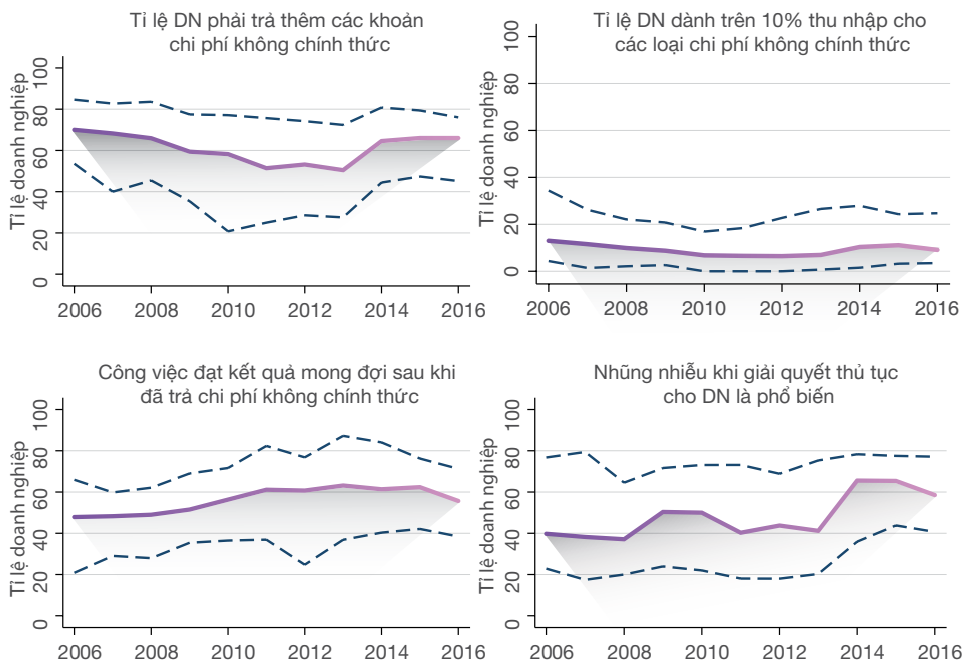 Tỉ lệ DN phải trả thêm các khoản
chi phí không chính thức
Tỉ lệ doanh nghiệp
100
80
60
40
20
0
2006 2008 2010 2012 2014 2016
Tỉ lệ DN dành trên 10% thu nhập cho
các loại chi phí không chính thức
Tỉ lệ doanh nghiệp
100
80
60
40
20
0
2006 2008 2010 2012 2014 2016
Công việc đạt kết quả mong đợi sau khi
đã trả chi phí không chính thức
Tỉ lệ doanh nghiệp
100
80
60
40
20
0
2006 2008 2010 2012 2014 2016
Nhũng nhiễu khi giải quyết thủ tục
cho DN là phổ biến
Tỉ lệ doanh nghiệp
100
80
60
40
20
0
2006 2008 2010 2012 2014 2016